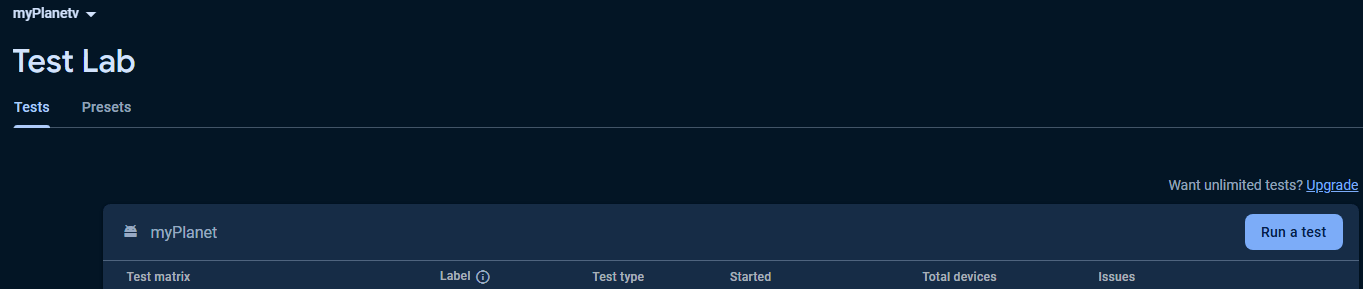 myPlanetv
Test Lab
Tests Presets
Want unlimited tests? Upgrade
myPlanet Run a test
Test matrix Label Test type Started Total devices Issues